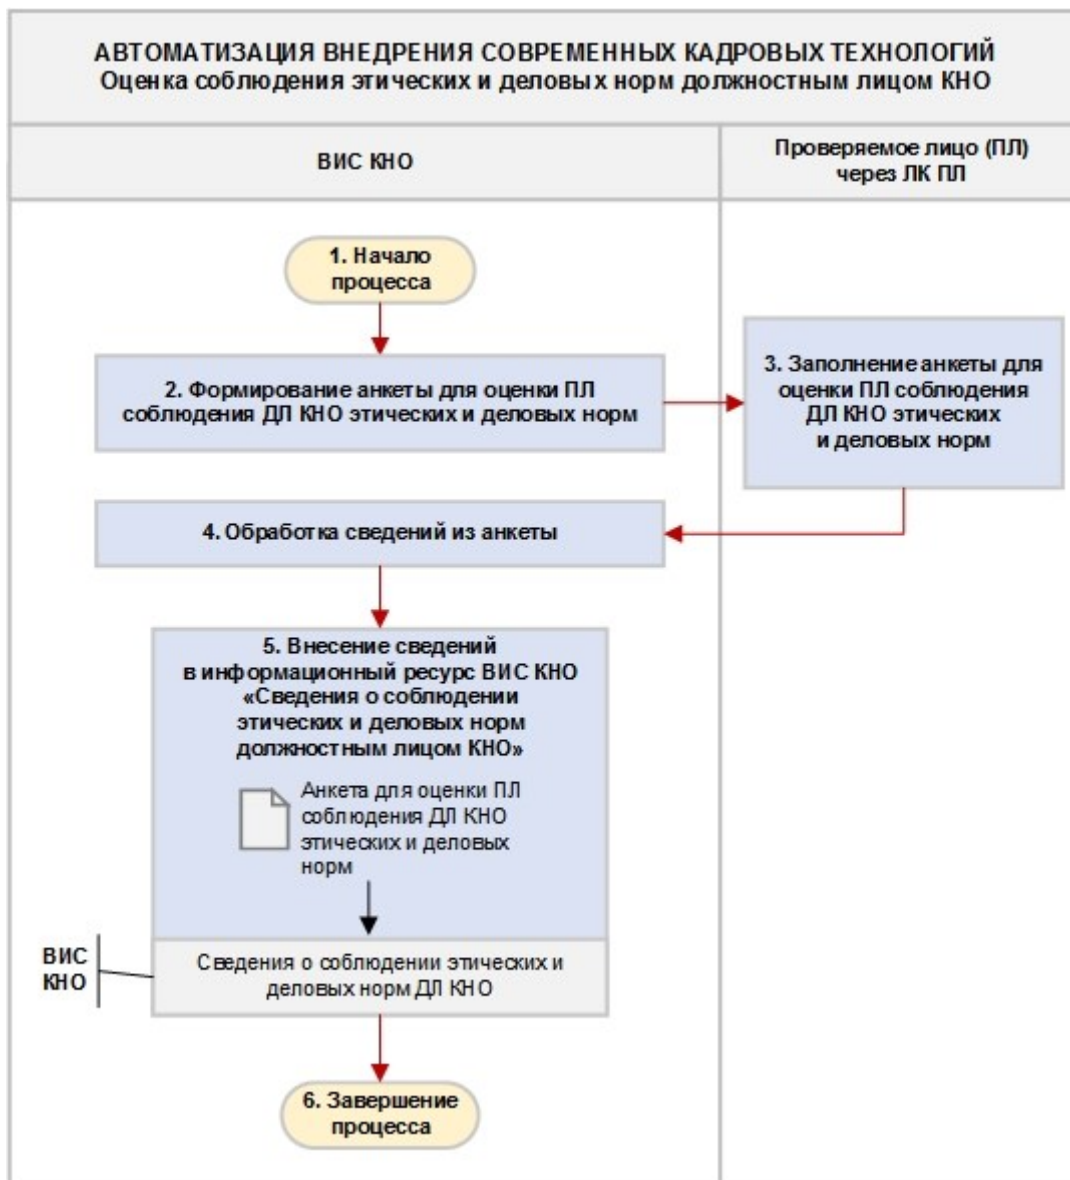 АВТОМАТИЗАЦИЯ ВНЕДРЕНИЯ СОВРЕМЕННЫХ КАДРОВЫХ ТЕХНОЛОГИЙ
Оценка соблюдения этических и деловых норм должностным лицом КНО
ВИС КНО
Проверяемое лицо (ПЛ)
через ЛК ПЛ
1. Начало
процесса
2. Формирование анкеты для оценки ПЛ
соблюдения ДЛ КНО этических и деловых норм
3. Заполнение анкеты для
оценки ПЛ соблюдения
ДЛ КНО этических
и деловых норм
4. Обработка сведений из анкеты
5. Внесение сведений
в информационный ресурс ВИС КНО
«Сведения о соблюдении
этических и деловых норм
должностным лицом КНО»
Анкета для оценки ПЛ
соблюдения ДЛ КНО
этических и деловых
норм
ВИС
КНО
Сведения о соблюдении этических и
деловых норм ДЛ КНО
6. Завершение
процесса